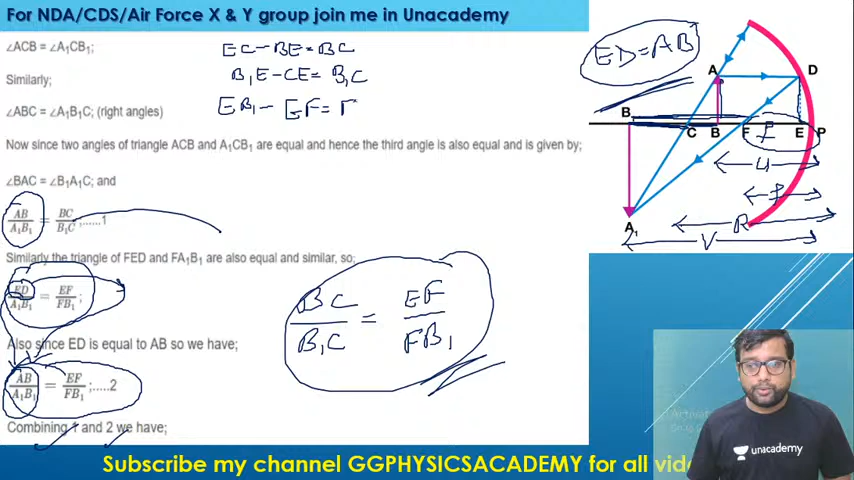 For NDA/CDS/Air Force X & Y group join me in Unacademy
∠ACB = ∠A₁CB₁;
EC - BE = BC
Similarly;
B₁E - CE = B₁C
∠ABC = ∠A₁B₁C; (right angles)
EB₁ - EF = F
Now since two angles of triangle ACB and A₁CB₁ are equal and hence the third angle is also equal and is given by;
∠BAC = ∠B₁A₁C; and
AB/A₁B₁ = BC/B₁C ;......1
Similarly the triangle of FED and FA₁B₁ are also equal and similar, so;
ED/A₁B₁ = EF/FB₁ ;
BC/B₁C = EF/FB₁
Also since ED is equal to AB so we have;
AB/A₁B₁ = EF/FB₁ ;.....2
Combining 1 and 2 we have;
ED = AB
A D
B
C B F E P
f
u
f
R
A₁
V
unacademy
Subscribe my channel GGPHYSICSACADEMY for all